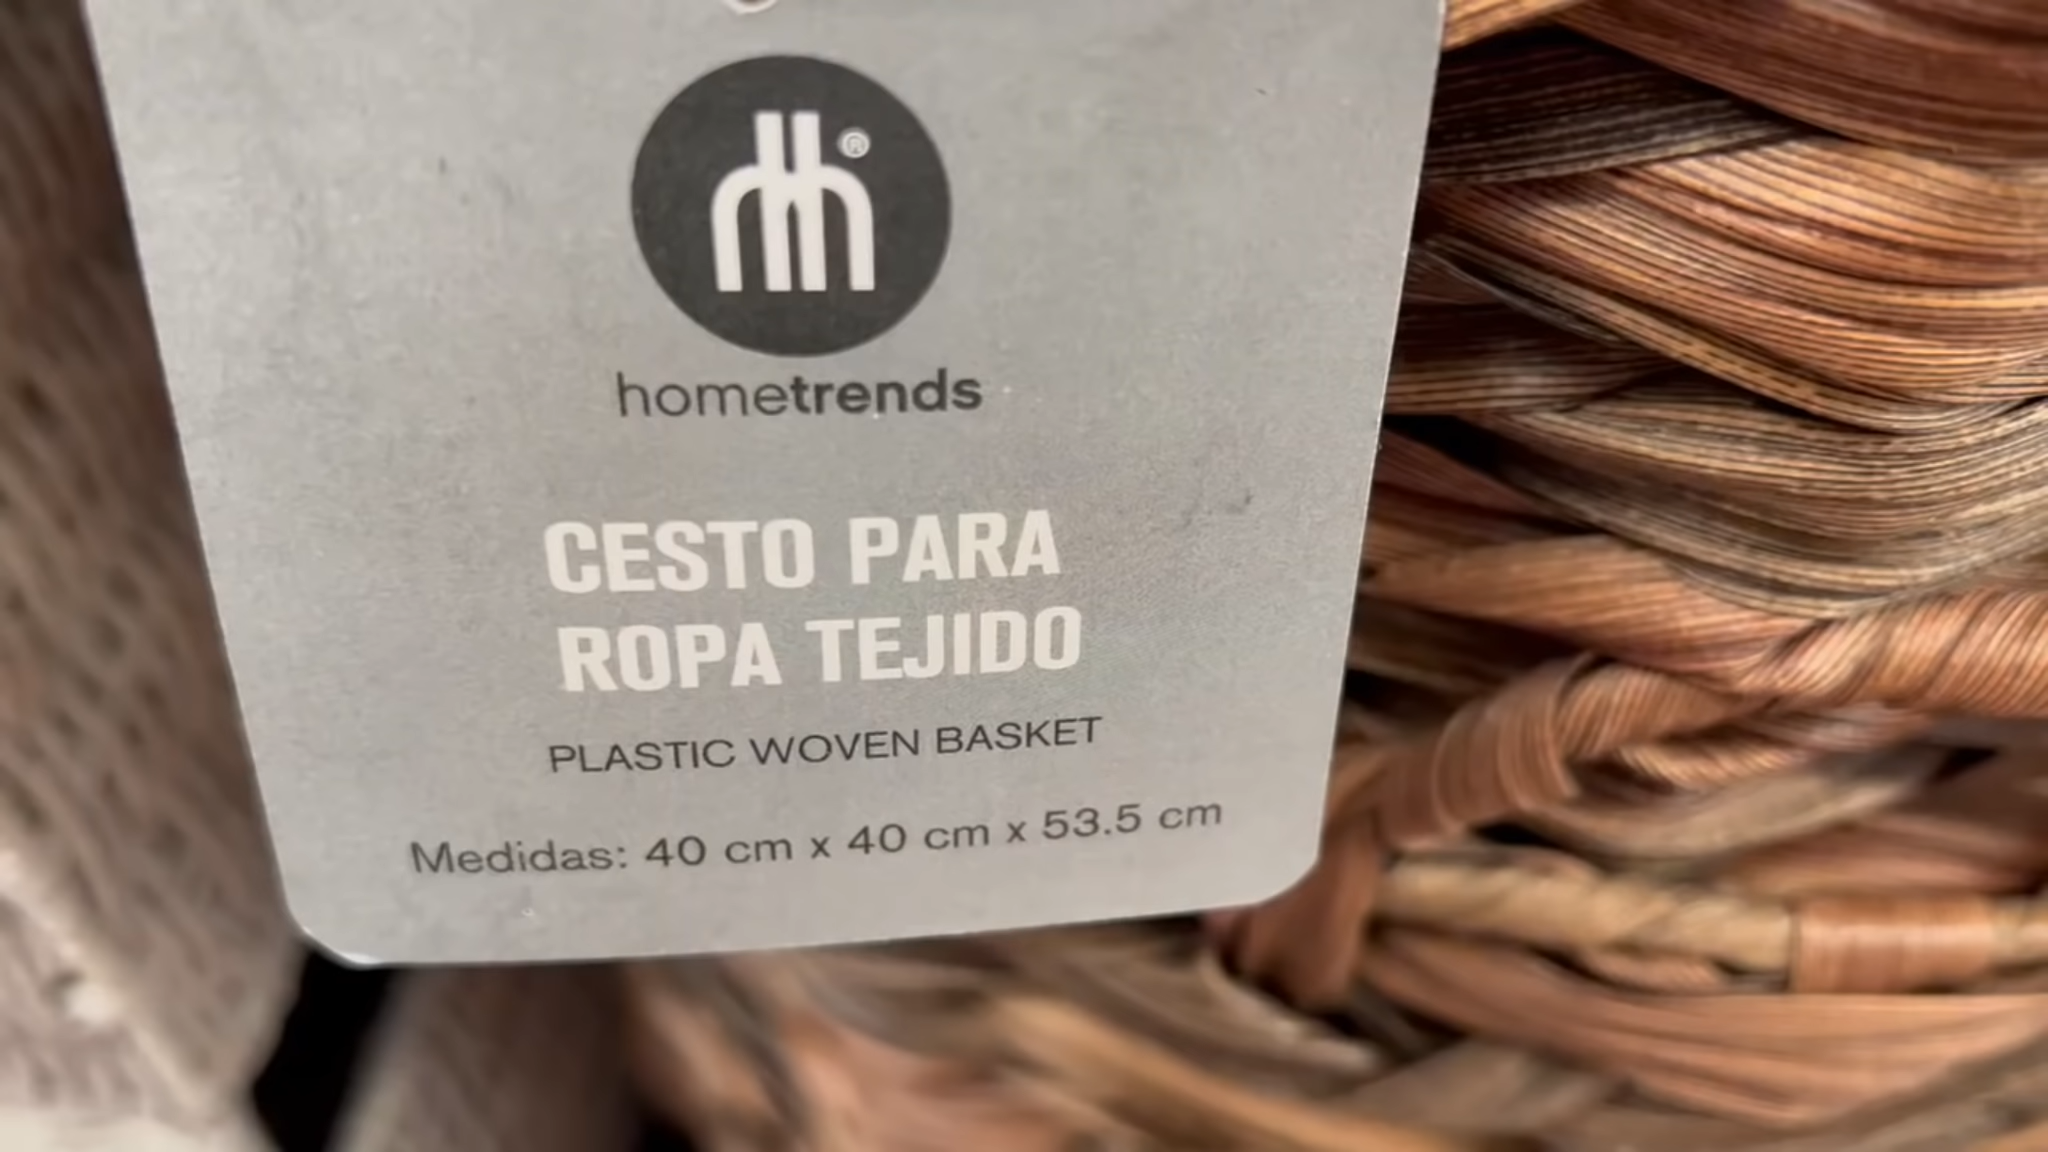 ®
hometrends
CESTO PARA
ROPA TEJIDO
PLASTIC WOVEN BASKET
Medidas: 40 cm x 40 cm x 53.5 cm